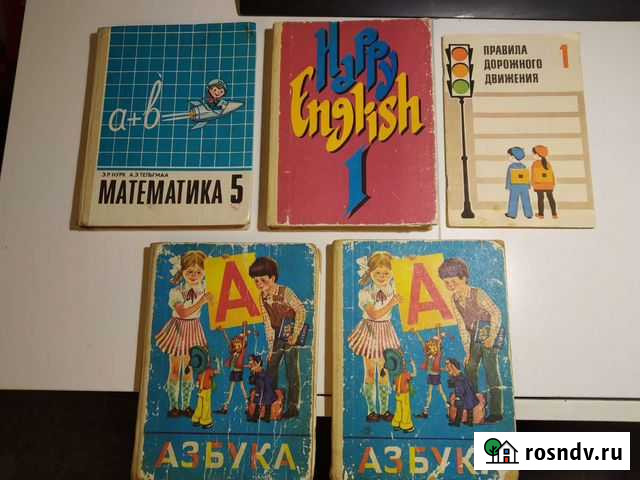 a+b
Э.Р.НУРК А.Э.ТЕЛЬГМАА
МАТЕМАТИКА 5
Happy
English
1
ПРАВИЛА
ДОРОЖНОГО
ДВИЖЕНИЯ
1
А
АЗБУКА
А
АЗБУК
rosndv.ru